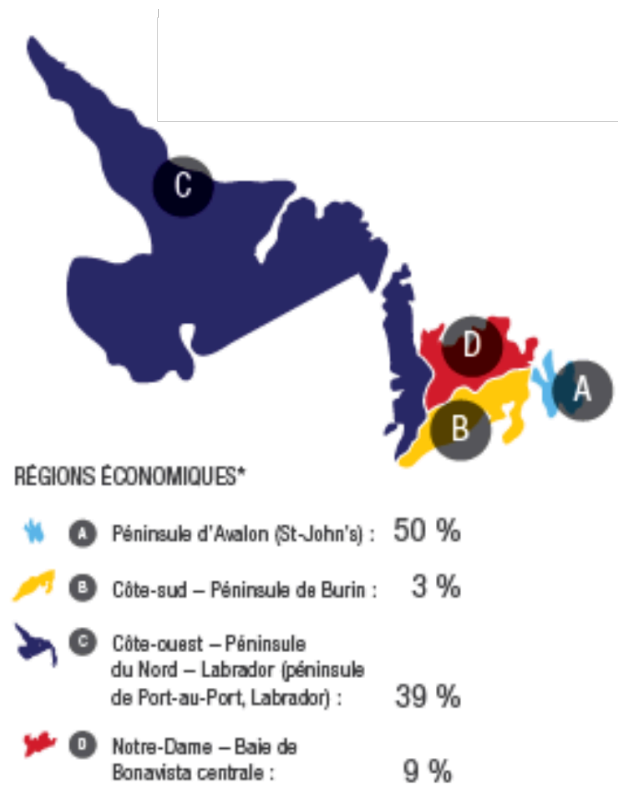 C
D
A
B
RÉGIONS ÉCONOMIQUES*
A Péninsule d'Avalon (St-John's) : 50 %
B Côte-sud – Péninsule de Burin : 3 %
C Côte-ouest – Péninsule
du Nord – Labrador (péninsule
de Port-au-Port, Labrador) : 39 %
D Notre-Dame – Baie de
Bonavista centrale : 9 %